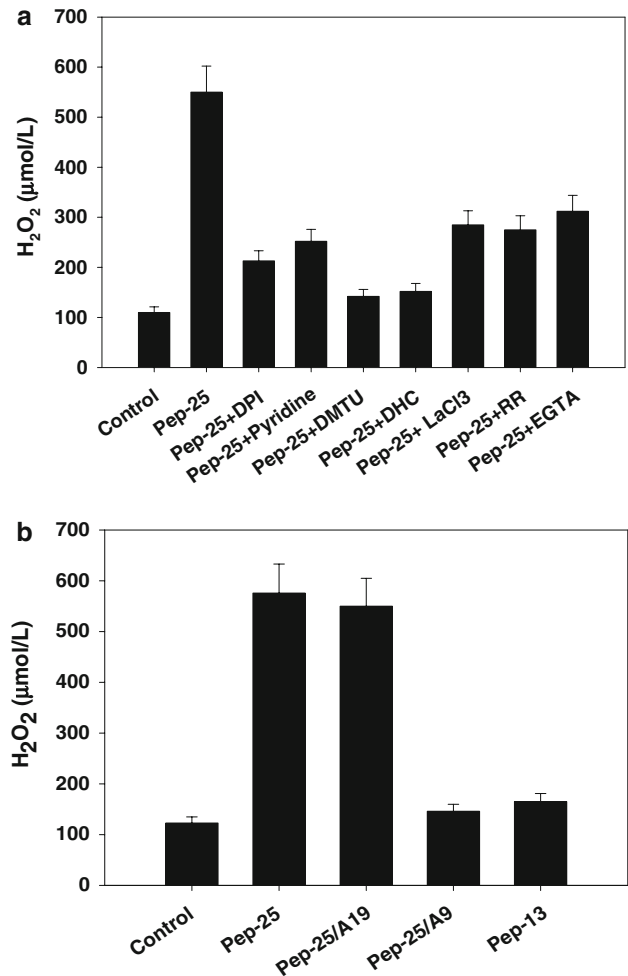 a
700
600
500
400
300
200
100
0
H₂O₂ (μmol/L)
Control
Pep-25
Pep-25+DPI
Pep-25+Pyridine
Pep-25+DMTU
Pep-25+DHC
Pep-25+ LaCl3
Pep-25+RR
Pep-25+EGTA
b
700
600
500
400
300
200
100
0
H₂O₂ (μmol/L)
Control
Pep-25
Pep-25/A19
Pep-25/A9
Pep-13